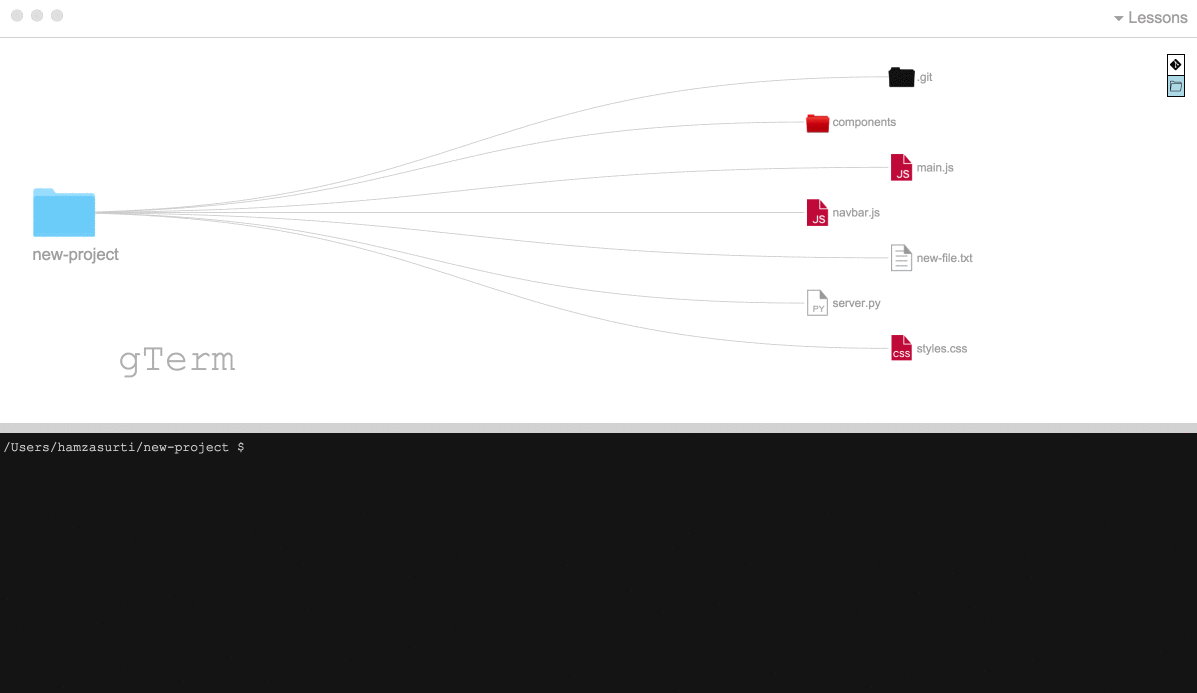 Lessons
.git
components
JS
main.js
new-project
JS
navbar.js
new-file.txt
PY
server.py
CSS
styles.css
gTerm
/Users/hamzasurti/new-project $